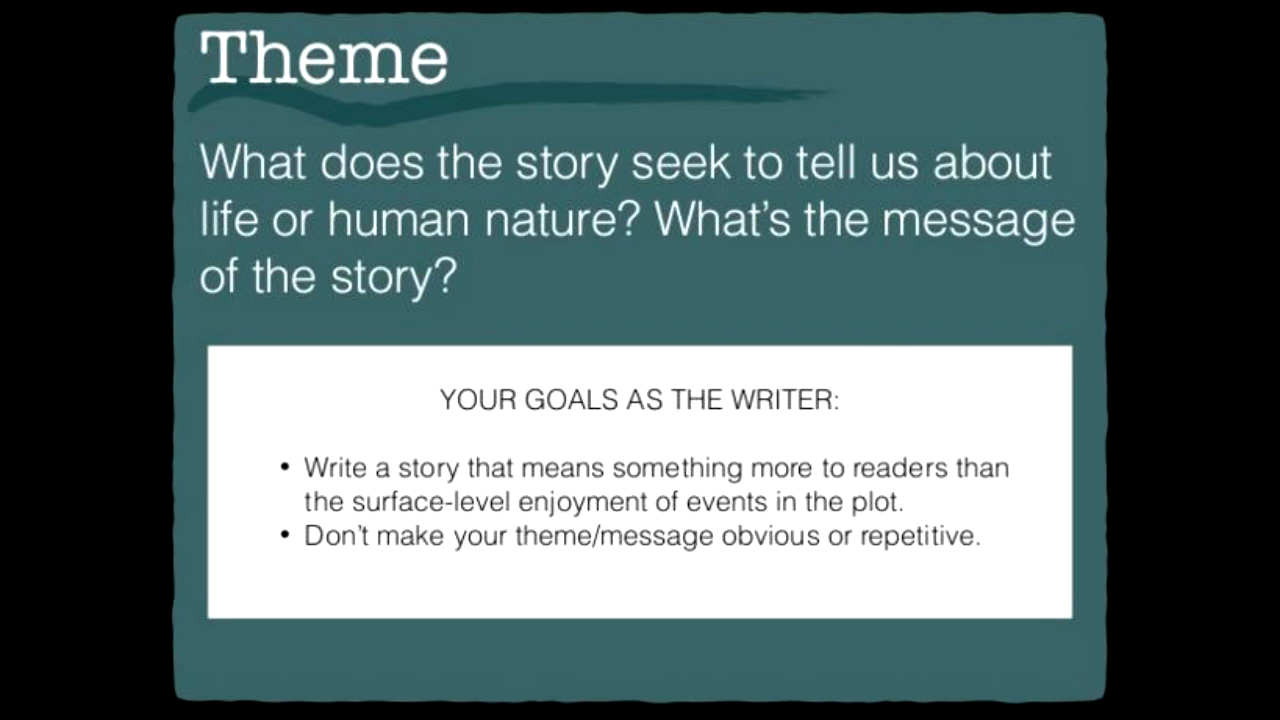 Theme
What does the story seek to tell us about
life or human nature? What's the message
of the story?
YOUR GOALS AS THE WRITER:
• Write a story that means something more to readers than
the surface-level enjoyment of events in the plot.
• Don't make your theme/message obvious or repetitive.